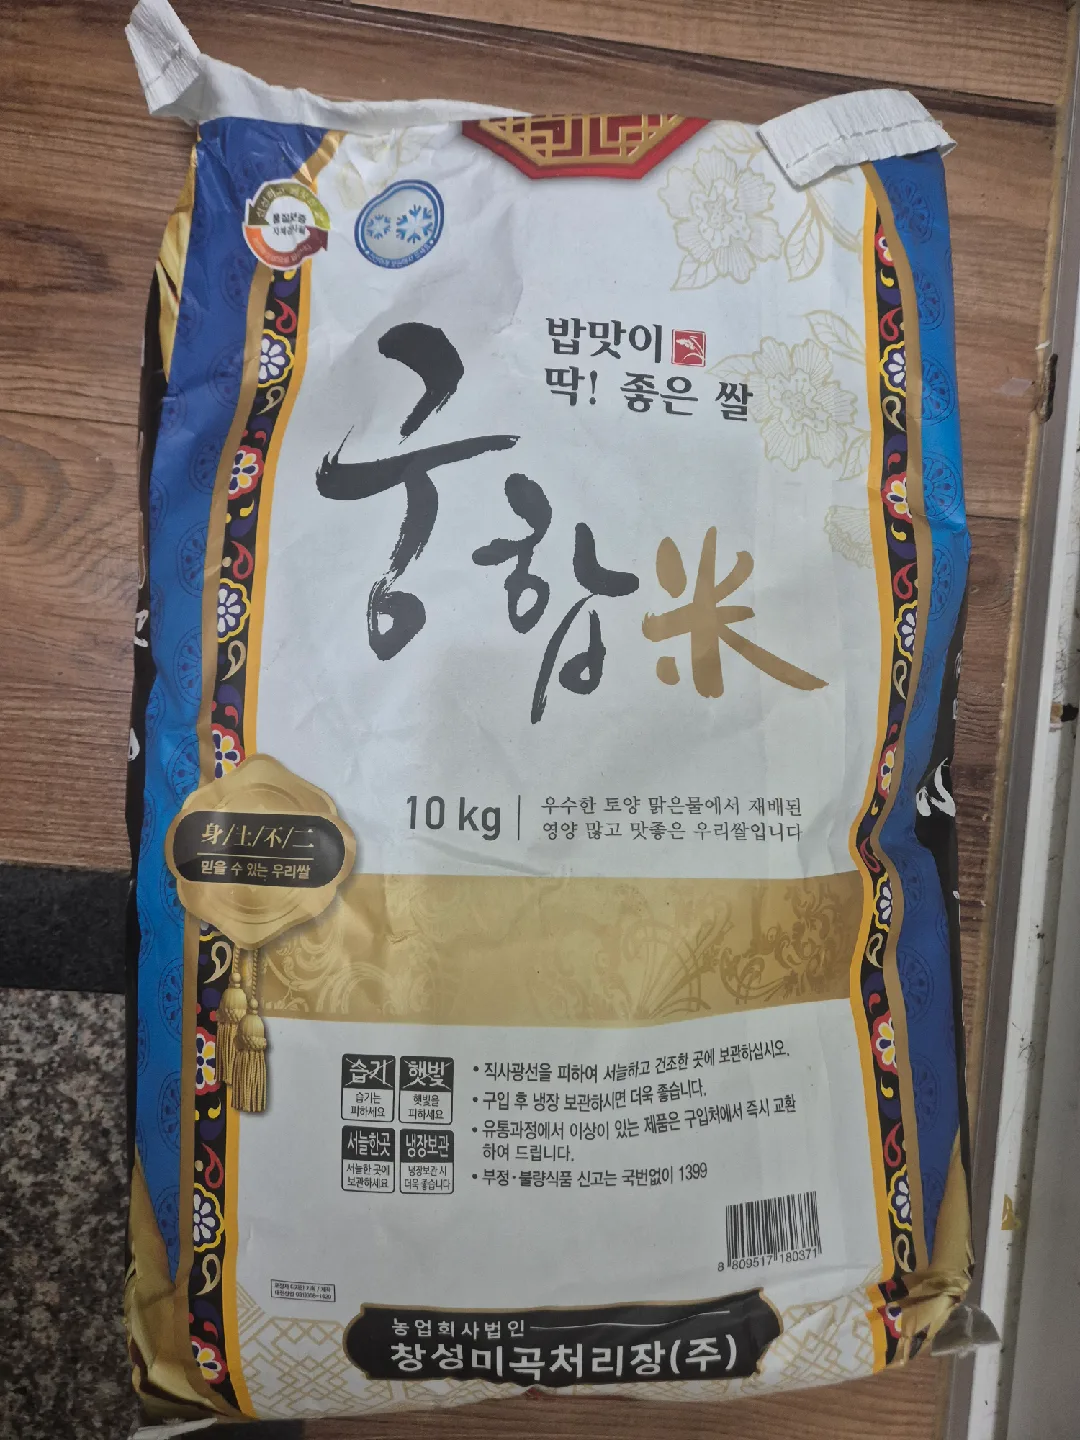 품질보증
밥맛이
딱! 좋은 쌀
궁합米
10 kg
우수한 토양 맑은물에서 재배된
영양 많고 맛좋은 우리쌀입니다
身/土/不/二
믿을 수 있는 우리쌀
습기 햇빛
습기는 햇빛을
피하세요 피하세요
서늘한곳 냉장보관
서늘한 곳에 냉장보관 시
보관하세요 더욱 좋습니다
• 직사광선을 피하여 서늘하고 건조한 곳에 보관하십시오.
• 구입 후 냉장 보관하시면 더욱 좋습니다.
• 유통과정에서 이상이 있는 제품은 구입처에서 즉시 교환
하여 드립니다.
• 부정·불량식품 신고는 국번없이 1399
8 809517 180371
농업회사법인
창성미곡처리장(주)